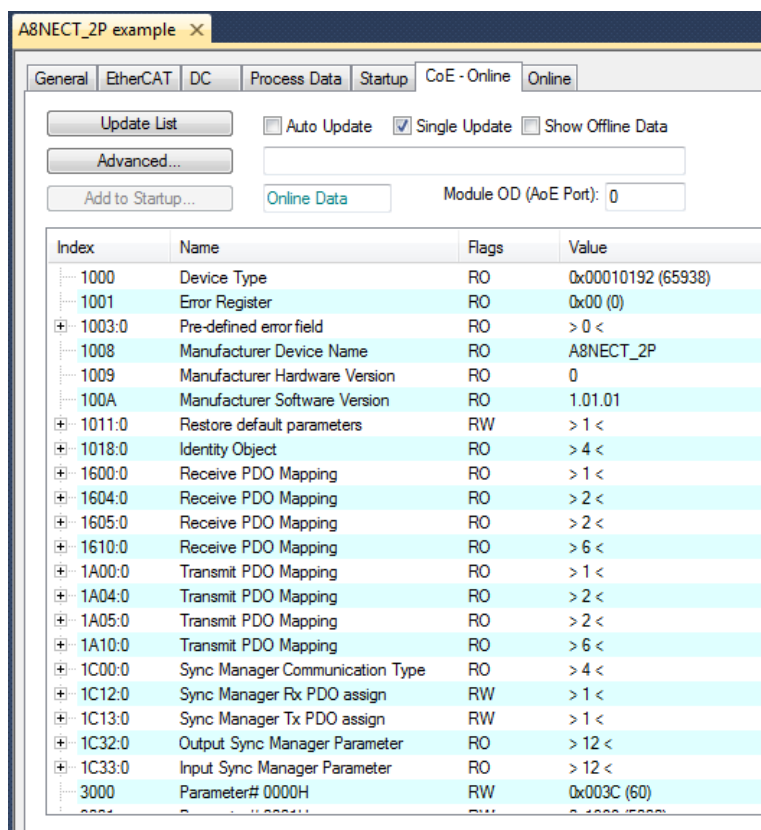 A8NECT_2P example
General EtherCAT DC Process Data Startup CoE - Online Online
Update List Auto Update Single Update Show Offline Data
Advanced...
Add to Startup... Online Data Module OD (AoE Port): 0
Index Name Flags Value
1000 Device Type RO 0x00010192 (65938)
1001 Error Register RO 0x00 (0)
1003:0 Pre-defined error field RO > 0 <
1008 Manufacturer Device Name RO A8NECT_2P
1009 Manufacturer Hardware Version RO 0
100A Manufacturer Software Version RO 1.01.01
1011:0 Restore default parameters RW > 1 <
1018:0 Identity Object RO > 4 <
1600:0 Receive PDO Mapping RO > 1 <
1604:0 Receive PDO Mapping RO > 2 <
1605:0 Receive PDO Mapping RO > 2 <
1610:0 Receive PDO Mapping RO > 6 <
1A00:0 Transmit PDO Mapping RO > 1 <
1A04:0 Transmit PDO Mapping RO > 2 <
1A05:0 Transmit PDO Mapping RO > 2 <
1A10:0 Transmit PDO Mapping RO > 6 <
1C00:0 Sync Manager Communication Type RO > 4 <
1C12:0 Sync Manager Rx PDO assign RW > 1 <
1C13:0 Sync Manager Tx PDO assign RW > 1 <
1C32:0 Output Sync Manager Parameter RO > 12 <
1C33:0 Input Sync Manager Parameter RO > 12 <
3000 Parameter# 0000H RW 0x003C (60)